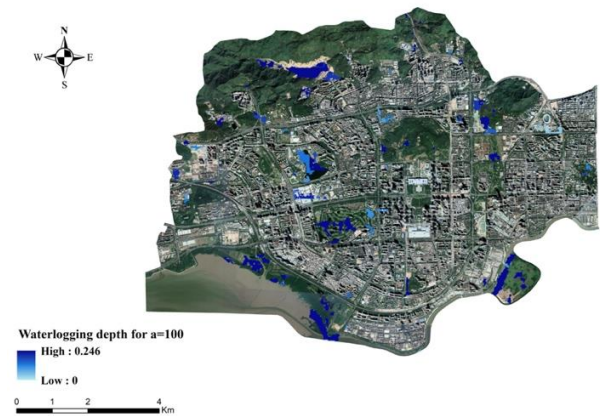 N
W E
S
Waterlogging depth for a=100
High : 0.246
Low : 0
0 1 2 4
Km